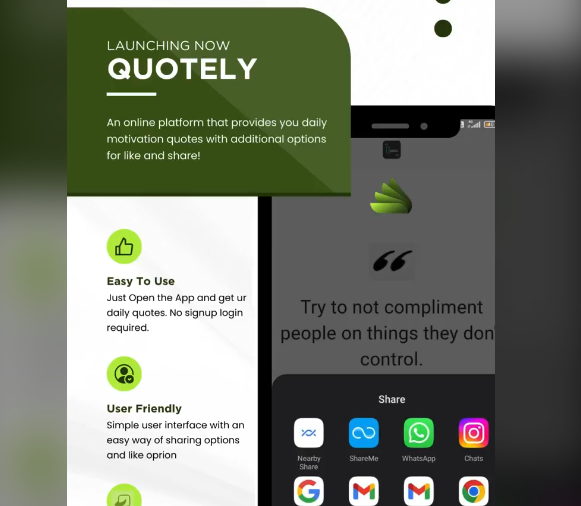 LAUNCHING NOW
QUOTELY
An online platform that provides you daily
motivation quotes with additional options
for like and share!
Easy To Use
Just Open the App and get ur
daily quotes. No signup login
required.
User Friendly
Simple user interface with an
easy way of sharing options
and like oprion
Try to not compliment
people on things they don
control.
Share
Nearby
Share
ShareMe
WhatsApp
Chats